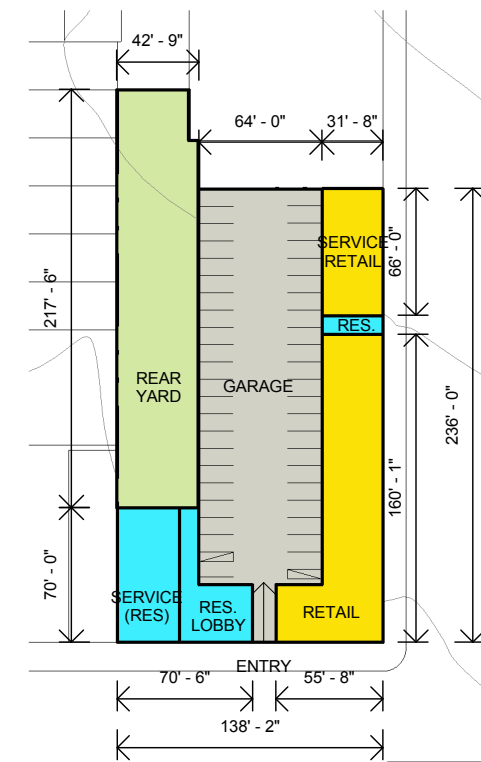 42' - 9"
64' - 0"
31' - 8"
SERVICE
RETAIL
66' - 0"
RES.
217' - 6"
REAR
YARD
GARAGE
236' - 0"
160' - 1"
70' - 0"
SERVICE
(RES)
RES.
LOBBY
RETAIL
ENTRY
70' - 6"
55' - 8"
138' - 2"